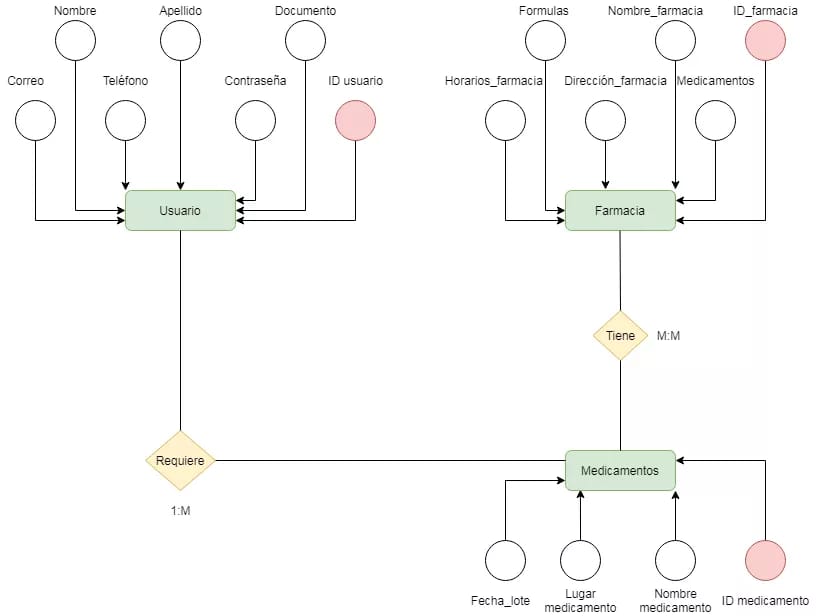 Nombre
Apellido
Documento
Formulas
Nombre_farmacia
ID_farmacia
Correo
Teléfono
Contraseña
ID usuario
Horarios_farmacia
Dirección_farmacia
Medicamentos
Usuario
Farmacia
Tiene
M:M
Requiere
Medicamentos
1:M
Fecha_lote
Lugar
medicamento
Nombre
medicamento
ID medicamento